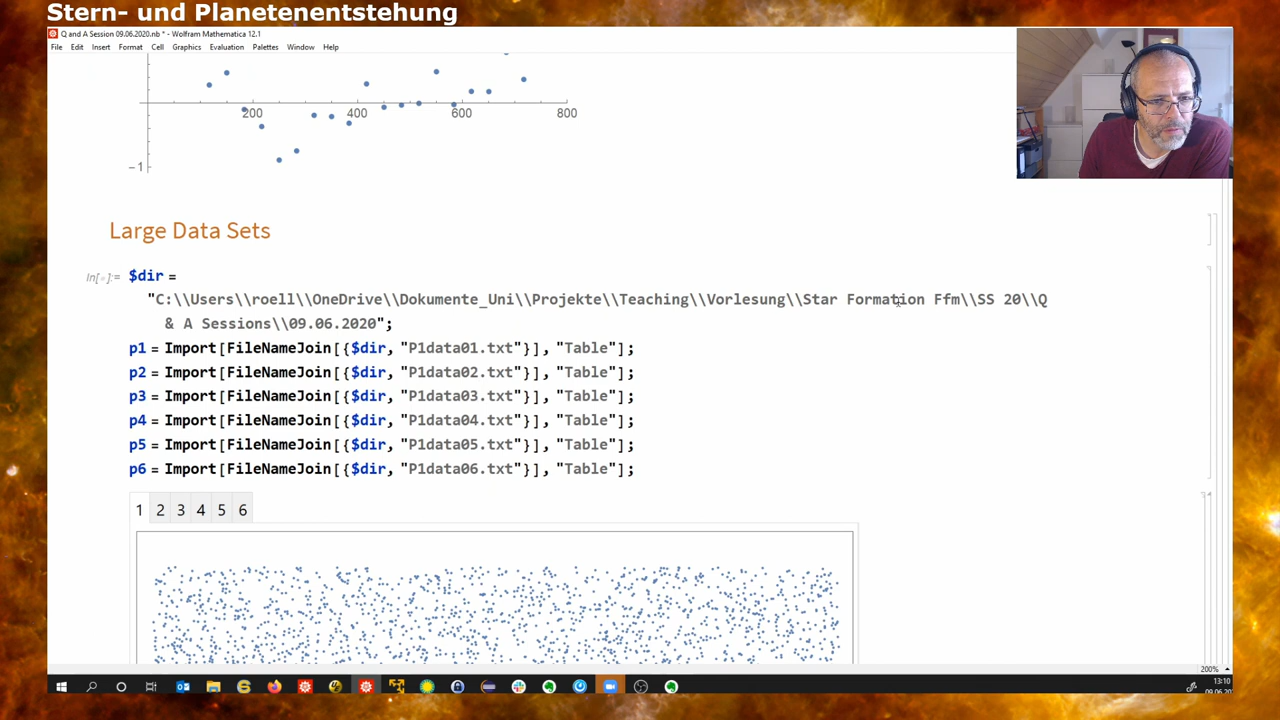 Stern- und Planetenentstehung
Q and A Session 09.06.2020.nb * - Wolfram Mathematica 12.1
File Edit Insert Format Cell Graphics Evaluation Palettes Window Help
200 400 600 800
-1
Large Data Sets
In[∘]:= $dir =
"C:\\Users\\roell\\OneDrive\\Dokumente_Uni\\Projekte\\Teaching\\Vorlesung\\Star Formation Ffm\\SS 20\\Q
& A Sessions\\09.06.2020";
p1 = Import[FileNameJoin[{$dir, "P1data01.txt"}], "Table"];
p2 = Import[FileNameJoin[{$dir, "P1data02.txt"}], "Table"];
p3 = Import[FileNameJoin[{$dir, "P1data03.txt"}], "Table"];
p4 = Import[FileNameJoin[{$dir, "P1data04.txt"}], "Table"];
p5 = Import[FileNameJoin[{$dir, "P1data05.txt"}], "Table"];
p6 = Import[FileNameJoin[{$dir, "P1data06.txt"}], "Table"];
1 2 3 4 5 6
200%
13:10